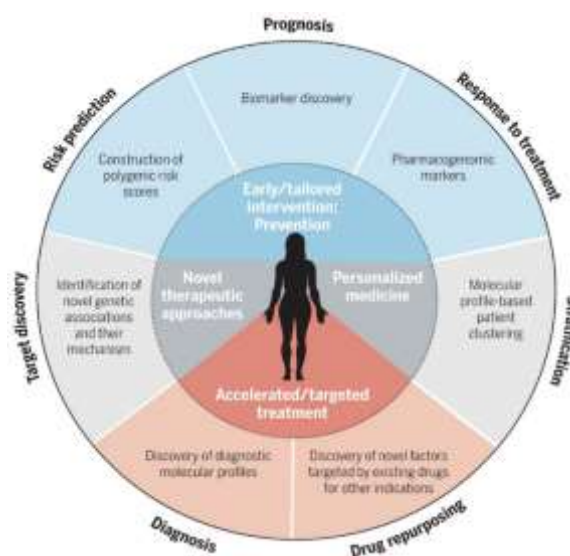 Prognosis
Risk prediction
Response to treatment
Biomarker discovery
Construction of
polygenic risk
scores
Pharmacogenomic
markers
Early/tailored
intervention;
Prevention
Target discovery
Identification of
novel genetic
associations
and their
mechanism
Novel
therapeutic
approaches
Personalized
medicine
Molecular
profile-based
patient
clustering
Accelerated/targeted
treatment
Discovery of diagnostic
molecular profiles
Discovery of novel factors
targeted by existing drugs
for other indications
Diagnosis
Drug repurposing